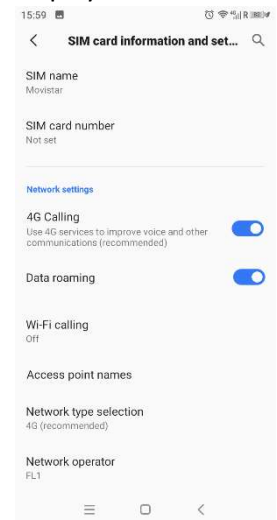 15:59
SIM card information and set...
SIM name
Movistar
SIM card number
Not set
Network settings
4G Calling
Use 4G services to improve voice and other
communications (recommended)
Data roaming
Wi-Fi calling
Off
Access point names
Network type selection
4G (recommended)
Network operator
FL1